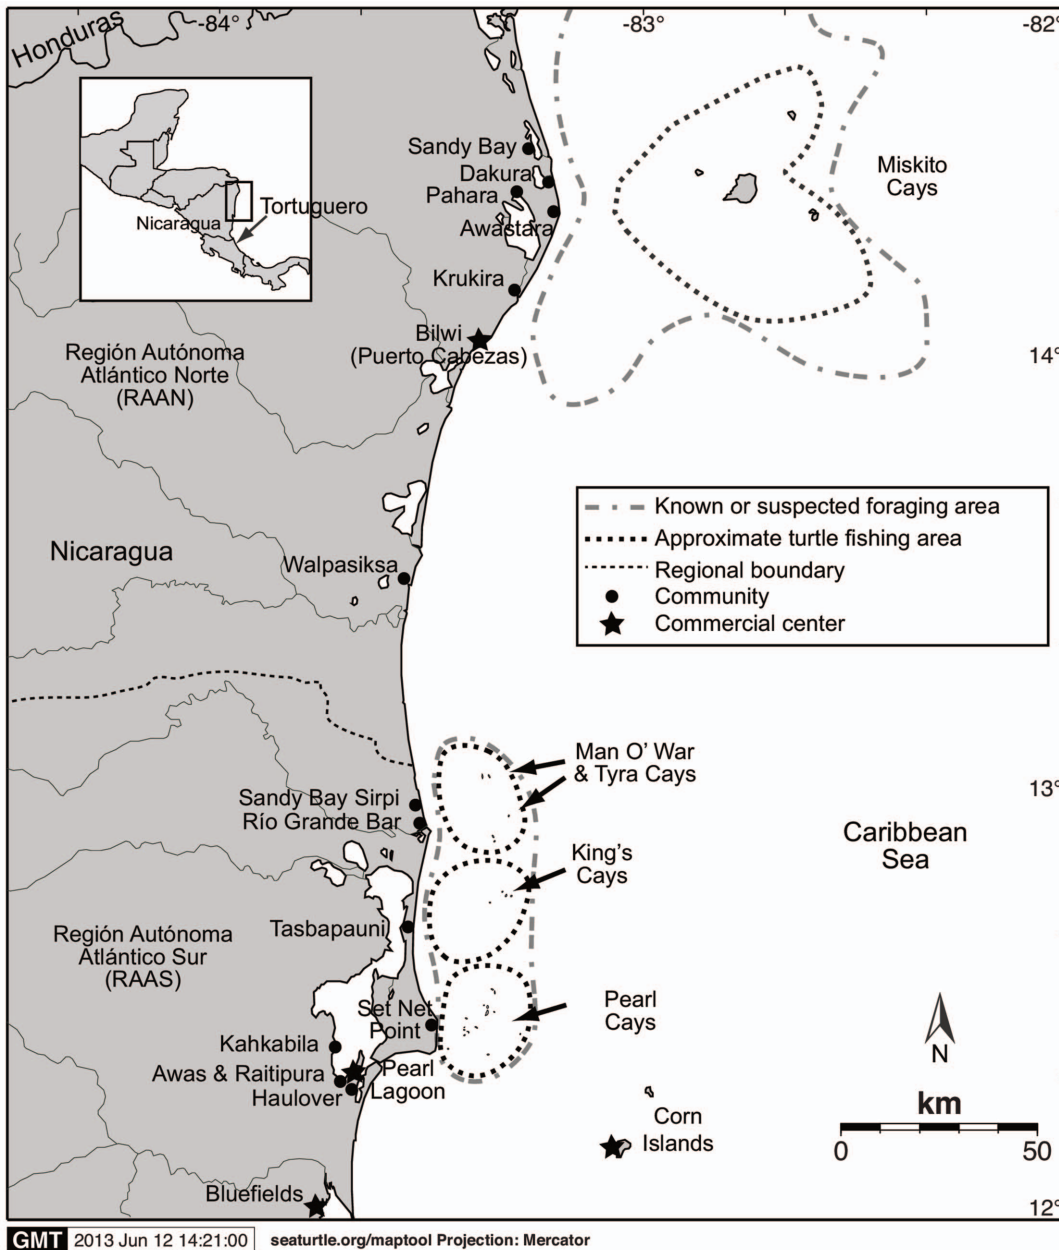 -84°
-83°
-82°
Honduras
Sandy Bay
Dakura
Pahara
Awastara
Miskito
Cays
Tortuguero
Nicaragua
Krukira
Bilwi
(Puerto Cabezas)
14°
Región Autónoma
Atlántico Norte
(RAAN)
Known or suspected foraging area
Approximate turtle fishing area
Regional boundary
Community
Commercial center
Nicaragua
Walpasiksa
Man O' War
& Tyra Cays
13°
Sandy Bay Sirpi
Río Grande Bar
Caribbean
Sea
King's
Cays
Tasbapauni
Región Autónoma
Atlántico Sur
(RAAS)
Set Net
Point
Pearl
Cays
Kahkabila
Awas & Raitipura
Haulover
Pearl
Lagoon
N
km
0 50
Corn
Islands
Bluefields
12°
GMT 2013 Jun 12 14:21:00 seaturtle.org/maptool Projection: Mercator